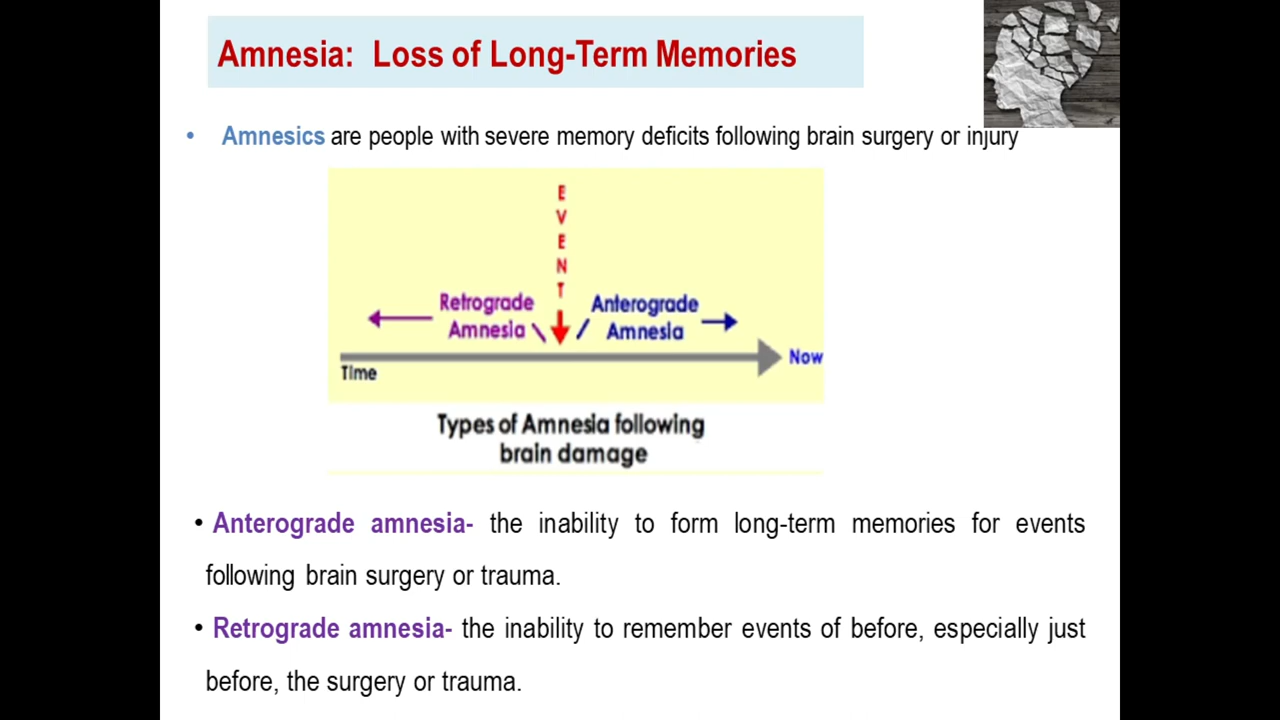 Amnesia: Loss of Long-Term Memories
• Amnesics are people with severe memory deficits following brain surgery or injury
EVENT
Retrograde
Amnesia
Anterograde
Amnesia
Now
Time
Types of Amnesia following
brain damage
• Anterograde amnesia- the inability to form long-term memories for events
following brain surgery or trauma.
• Retrograde amnesia- the inability to remember events of before, especially just
before, the surgery or trauma.